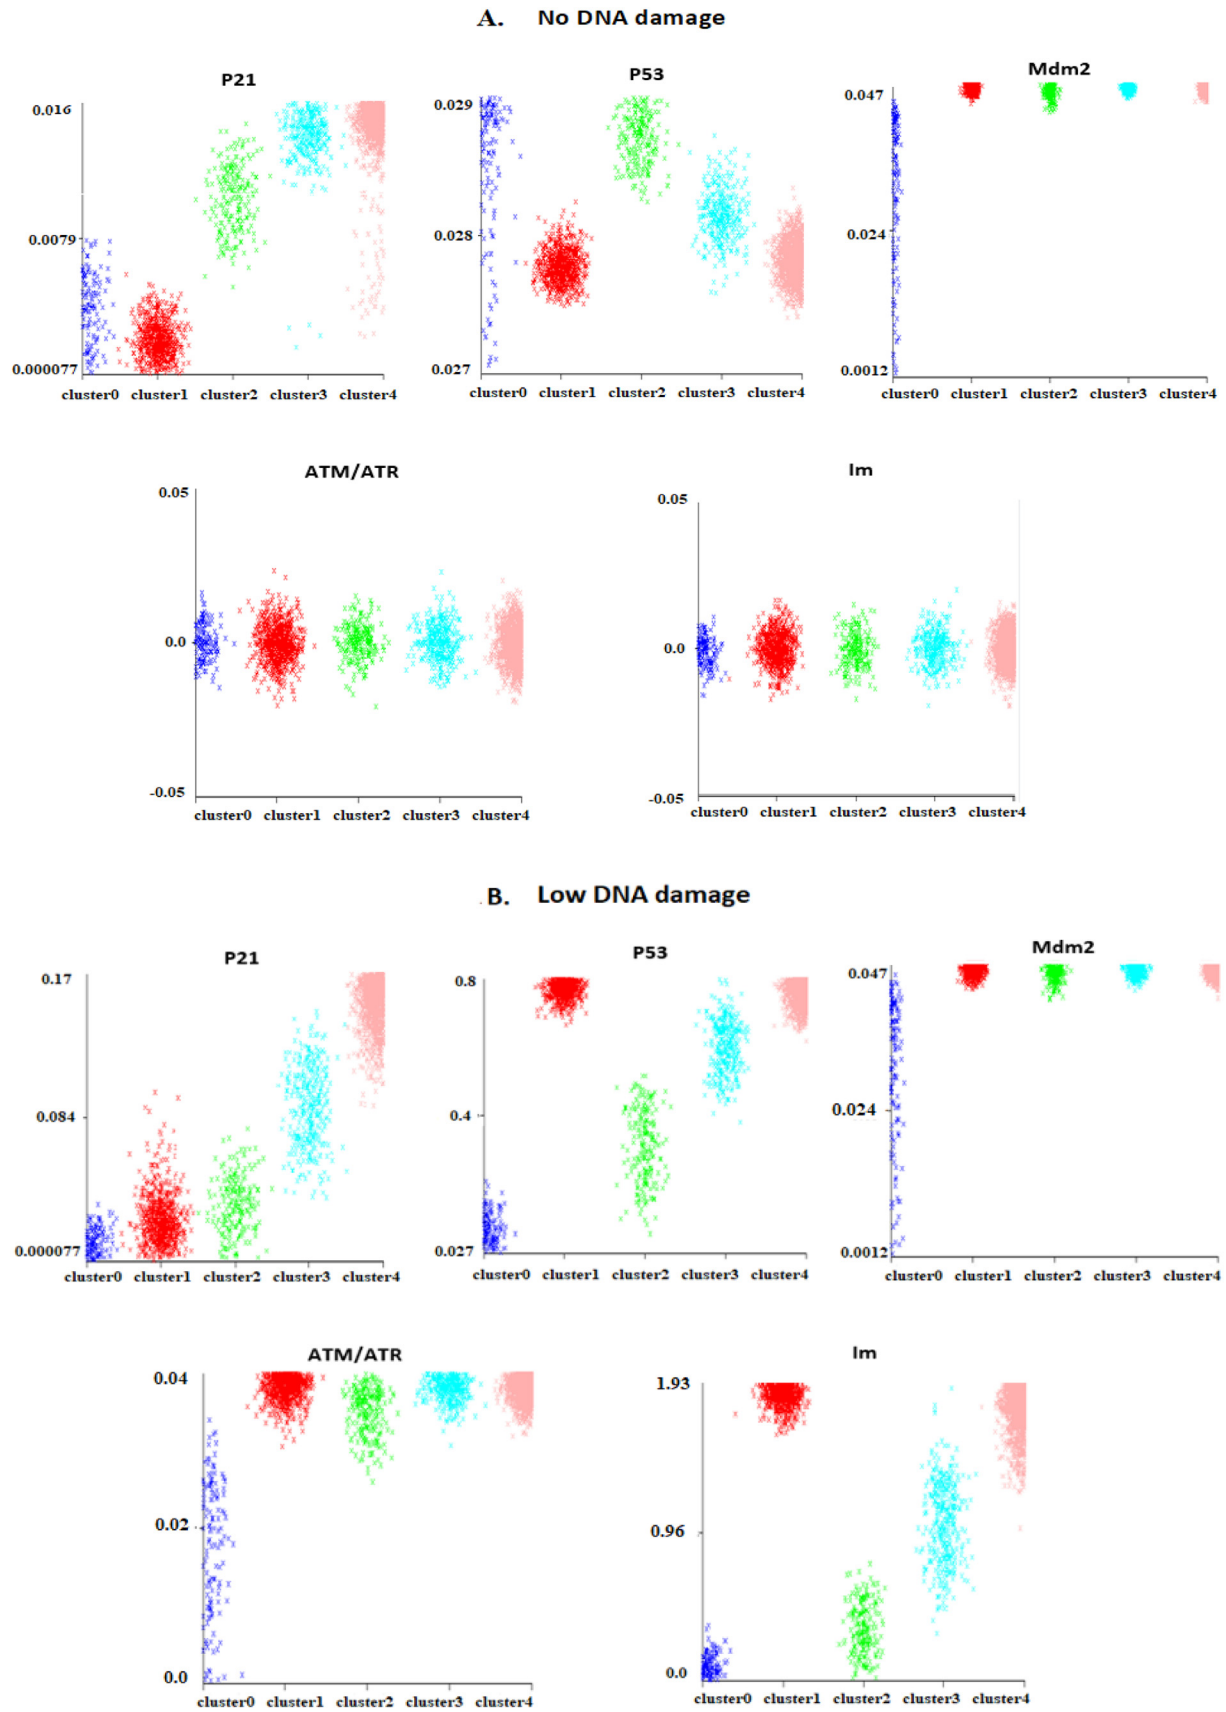 A. No DNA damage
P21
P53
Mdm2
0.016
0.0079
0.000077
cluster0 cluster1 cluster2 cluster3 cluster4
0.029
0.028
0.027
cluster0 cluster1 cluster2 cluster3 cluster4
0.047
0.024
0.0012
cluster0 cluster1 cluster2 cluster3 cluster4
ATM/ATR
Im
0.05
0.0
-0.05
cluster0 cluster1 cluster2 cluster3 cluster4
0.05
0.0
-0.05
cluster0 cluster1 cluster2 cluster3 cluster4
B. Low DNA damage
P21
P53
Mdm2
0.17
0.084
0.000077
cluster0 cluster1 cluster2 cluster3 cluster4
0.8
0.4
0.027
cluster0 cluster1 cluster2 cluster3 cluster4
0.047
0.024
0.0012
cluster0 cluster1 cluster2 cluster3 cluster4
ATM/ATR
Im
0.04
0.02
0.0
cluster0 cluster1 cluster2 cluster3 cluster4
1.93
0.96
0.0
cluster0 cluster1 cluster2 cluster3 cluster4